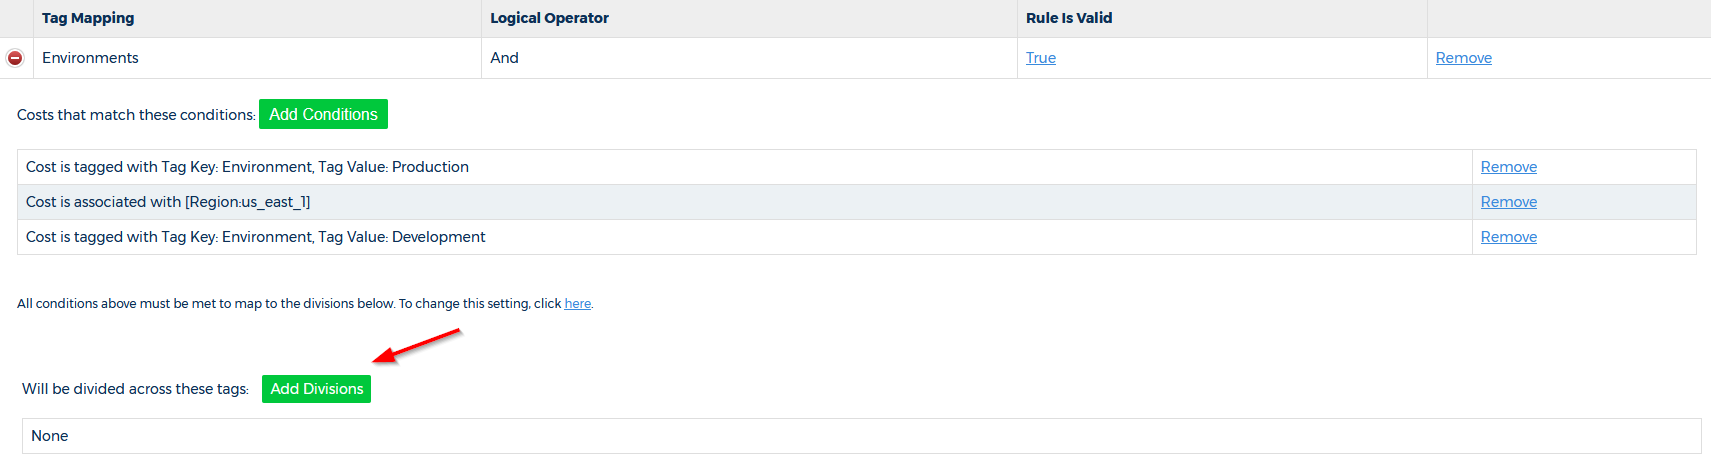 Tag Mapping Logical Operator Rule Is Valid
Environments And True Remove
Costs that match these conditions: Add Conditions
Cost is tagged with Tag Key: Environment, Tag Value: Production Remove
Cost is associated with [Region:us_east_1] Remove
Cost is tagged with Tag Key: Environment, Tag Value: Development Remove
All conditions above must be met to map to the divisions below. To change this setting, click here.
Will be divided across these tags: Add Divisions
None